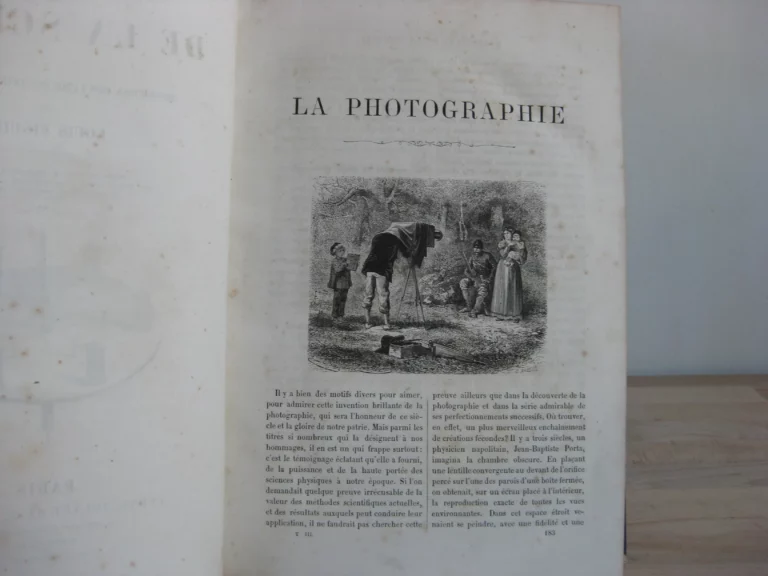 LA PHOTOGRAPHIE
Il y a bien des motifs divers pour aimer,
pour admirer cette invention brillante de la
photographie, qui sera l'honneur de ce siè-
cle et la gloire de notre patrie. Mais parmi les
titres si nombreux qui la désignent à nos
hommages, il en est un qui frappe surtout :
c'est le témoignage éclatant qu'elle a fourni,
de la puissance et de la haute portée des
sciences physiques à notre époque. Si l'on
demandait quelque preuve irrécusable de la
valeur des méthodes scientifiques actuelles,
et des résultats auxquels peut conduire leur
application, il ne faudrait pas chercher cette
T. III.
preuve ailleurs que dans la découverte de la
photographie et dans la série admirable de
ses perfectionnements successifs. Où trouver,
en effet, un plus merveilleux enchaînement
de créations fécondes? Il y a trois siècles, un
physicien napolitain, Jean-Baptiste Porta,
imagina la chambre obscure. En plaçant
une lentille convergente au devant de l'orifice
percé sur l'une des parois d'une boîte fermée,
on obtenait, sur un écran placé à l'intérieur,
la reproduction exacte de toutes les vues
environnantes. Dans cet espace étroit ve-
naient se peindre, avec une fidélité et une
DE LA
PARIS